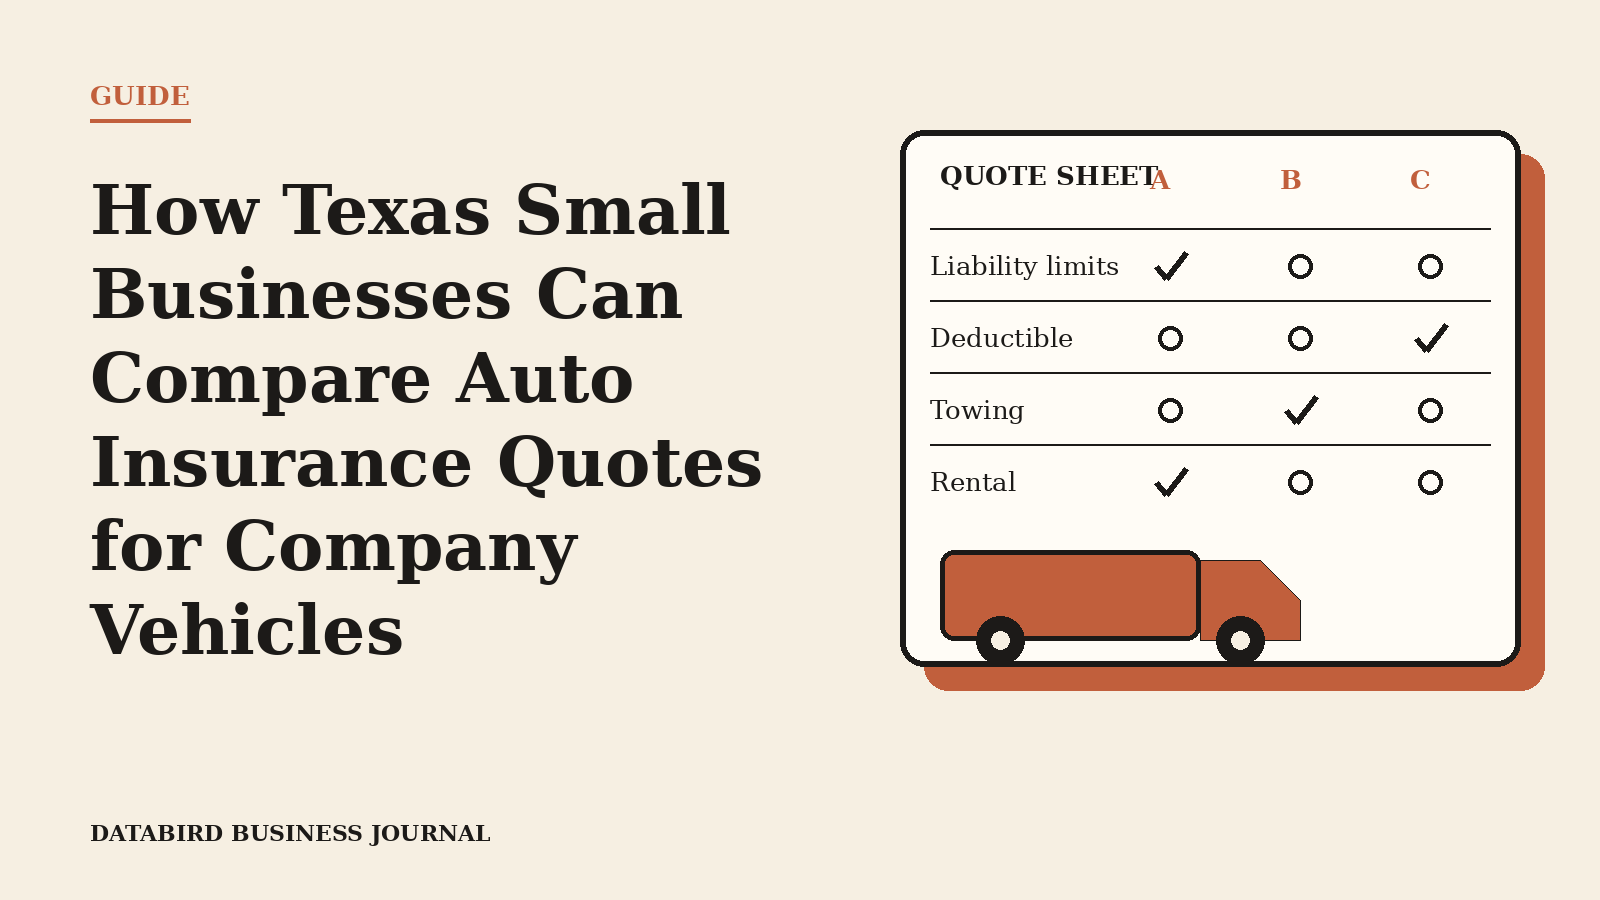 GUIDE
How Texas Small
Businesses Can
Compare Auto
Insurance Quotes
for Company
Vehicles
DATABIRD BUSINESS JOURNAL
QUOTE SHEET A B C
Liability limits
Deductible
Towing
Rental